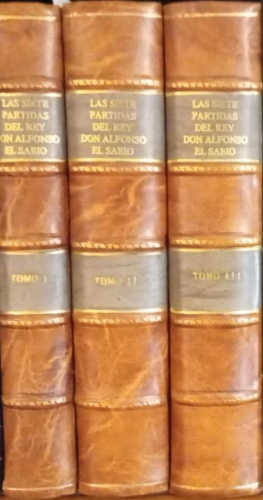 LAS SIETE
PARTIDAS
DEL REY
DON ALFONSO
EL SABIO
TOMO I
LAS SIETE
PARTIDAS
DEL REY
DON ALFONSO
EL SABIO
TOMO II
LAS SIETE
PARTIDAS
DEL REY
DON ALFONSO
EL SABIO
TOMO III